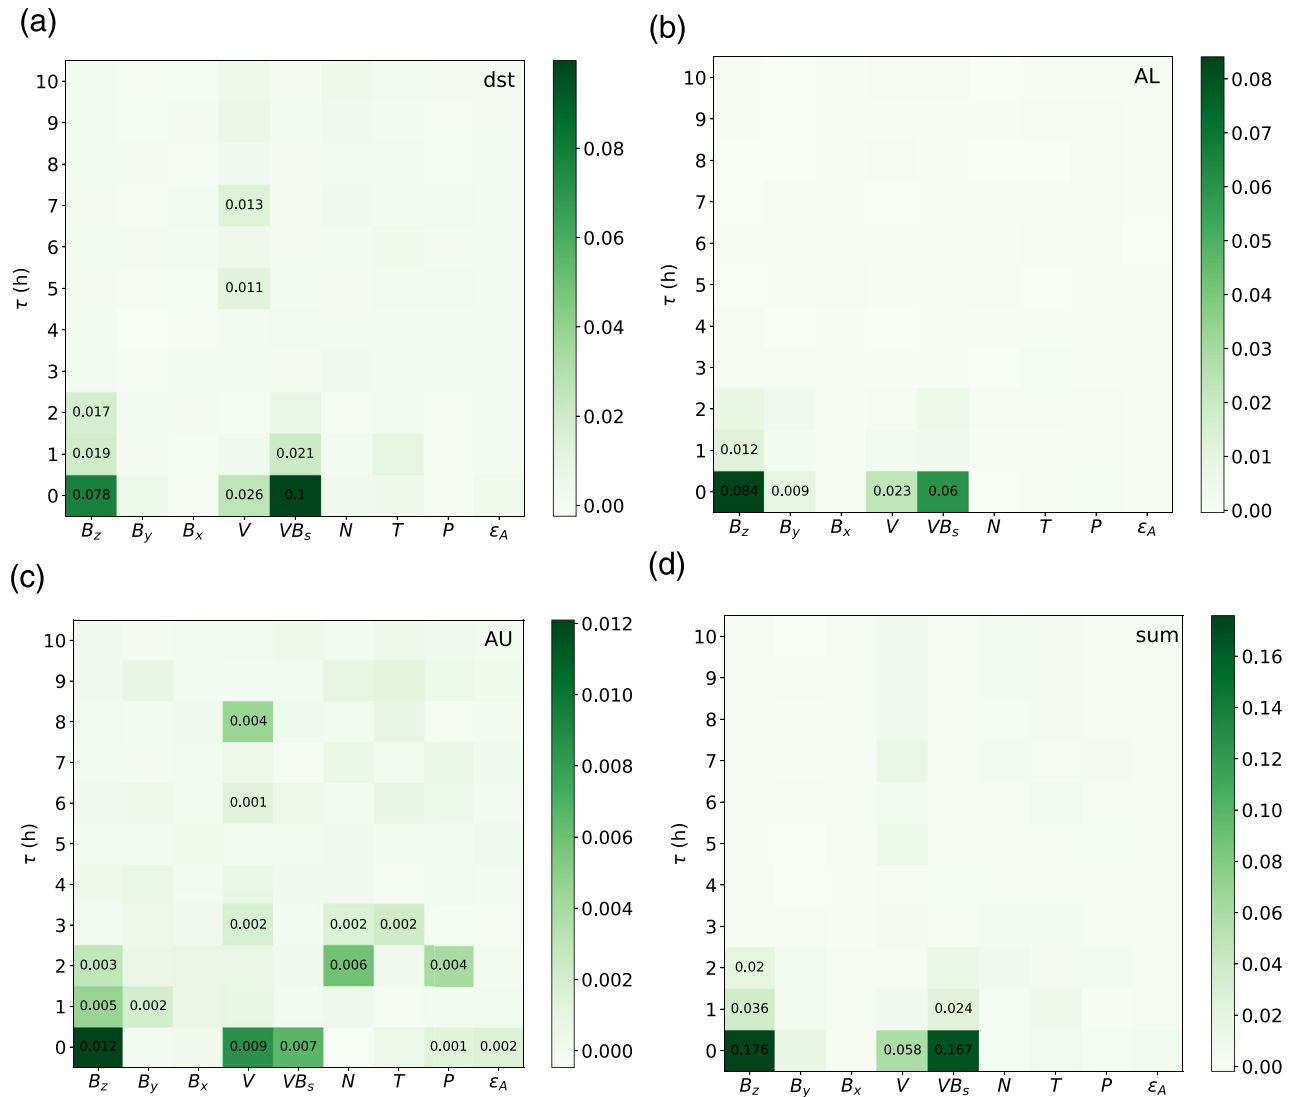 (a)
dst
10
9
8
7
6
5
4
3
2
1
0
τ (h)
0.013
0.011
0.017
0.019
0.021
0.078
0.026
0.1
B_z
B_y
B_x
V
VB_s
N
T
P
ε_A
0.08
0.06
0.04
0.02
0.00
(b)
AL
10
9
8
7
6
5
4
3
2
1
0
τ (h)
0.012
0.084
0.009
0.023
0.06
B_z
B_y
B_x
V
VB_s
N
T
P
ε_A
0.08
0.07
0.06
0.05
0.04
0.03
0.02
0.01
0.00
(c)
AU
10
9
8
7
6
5
4
3
2
1
0
τ (h)
0.004
0.001
0.002
0.002
0.002
0.003
0.006
0.004
0.005
0.002
0.012
0.009
0.007
0.001
0.002
B_z
B_y
B_x
V
VB_s
N
T
P
ε_A
0.012
0.010
0.008
0.006
0.004
0.002
0.000
(d)
sum
10
9
8
7
6
5
4
3
2
1
0
τ (h)
0.02
0.036
0.024
0.176
0.058
0.167
B_z
B_y
B_x
V
VB_s
N
T
P
ε_A
0.16
0.14
0.12
0.10
0.08
0.06
0.04
0.02
0.00